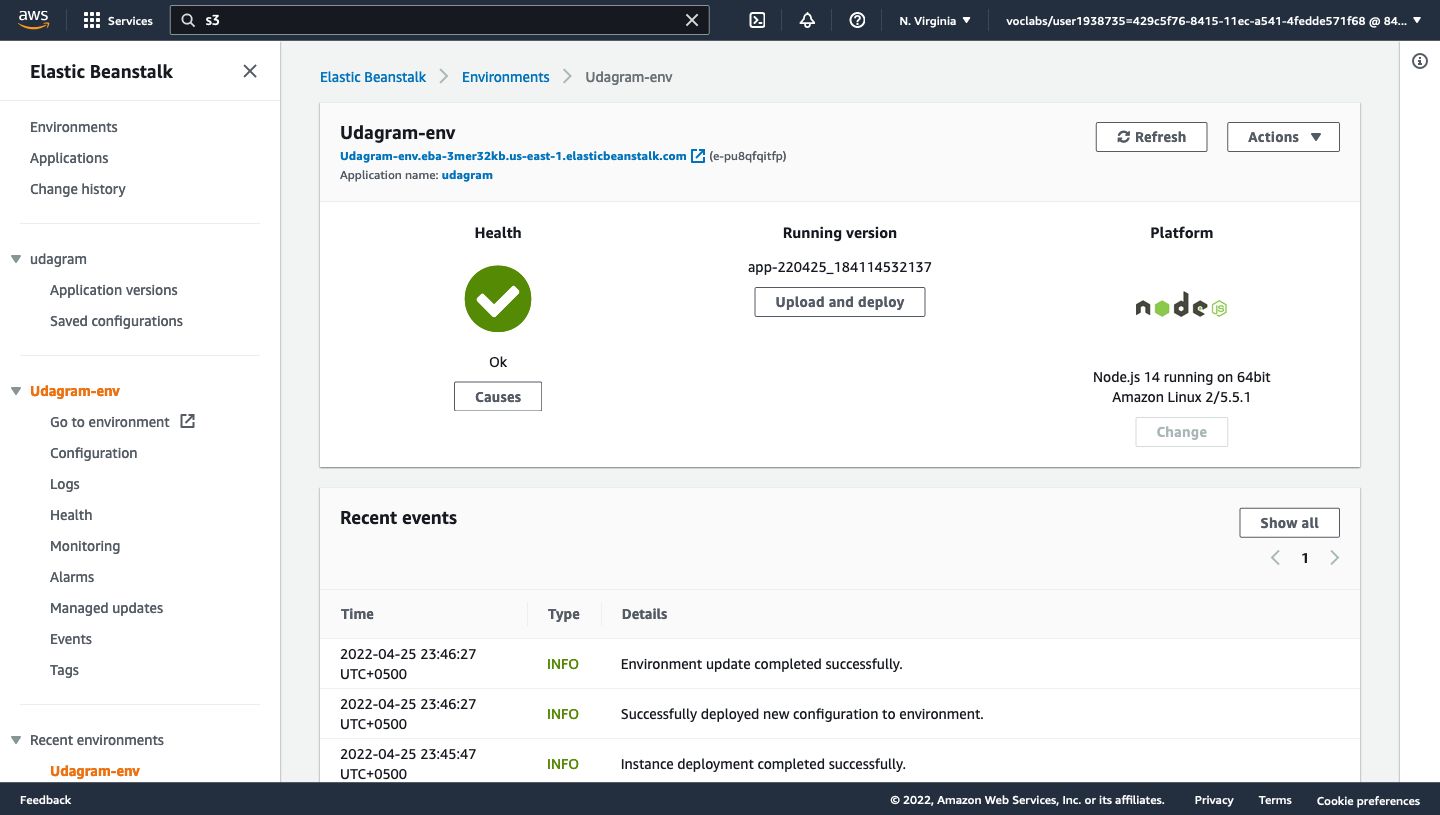 aws
Services
s3
N. Virginia
voclabs/user1938735=429c5f76-8415-11ec-a541-4fedde571f68 @ 84...
Elastic Beanstalk
Environments
Applications
Change history
udagram
Application versions
Saved configurations
Udagram-env
Go to environment
Configuration
Logs
Health
Monitoring
Alarms
Managed updates
Events
Tags
Recent environments
Udagram-env
Elastic Beanstalk
Environments
Udagram-env
Udagram-env
Udagram-env.eba-3mer32kb.us-east-1.elasticbeanstalk.com (e-pu8qfqitfp)
Application name: udagram
Refresh
Actions
Health
Ok
Causes
Running version
app-220425_184114532137
Upload and deploy
Platform
node JS
Node.js 14 running on 64bit
Amazon Linux 2/5.5.1
Change
Recent events
Show all
1
Time Type Details
2022-04-25 23:46:27
UTC+0500
INFO
Environment update completed successfully.
2022-04-25 23:46:27
UTC+0500
INFO
Successfully deployed new configuration to environment.
2022-04-25 23:45:47
UTC+0500
INFO
Instance deployment completed successfully.
Feedback
© 2022, Amazon Web Services, Inc. or its affiliates.
Privacy
Terms
Cookie preferences